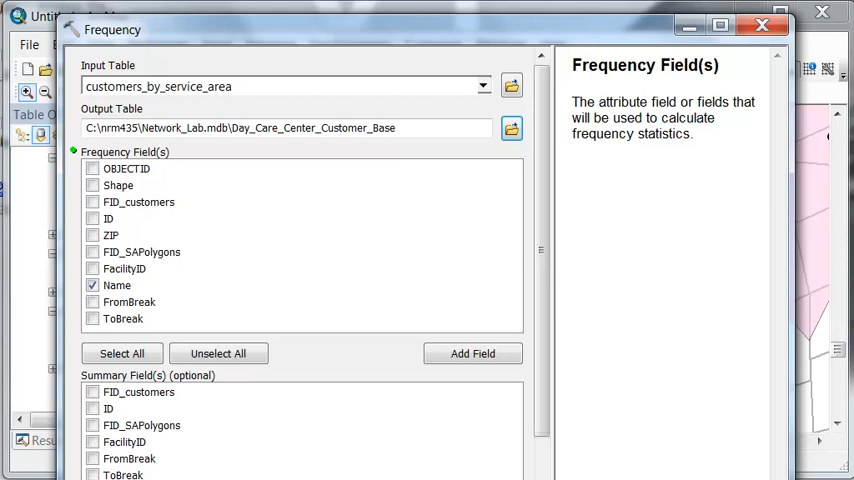 Frequency
File
Table O
Resu
Input Table
customers_by_service_area
Output Table
C:\nrm435\Network_Lab.mdb\Day_Care_Center_Customer_Base
Frequency Field(s)
OBJECTID
Shape
FID_customers
ID
ZIP
FID_SAPolygons
FacilityID
Name
FromBreak
ToBreak
Select All
Unselect All
Add Field
Summary Field(s) (optional)
FID_customers
ID
FID_SAPolygons
FacilityID
FromBreak
ToBreak
Frequency Field(s)
The attribute field or fields that
will be used to calculate
frequency statistics.